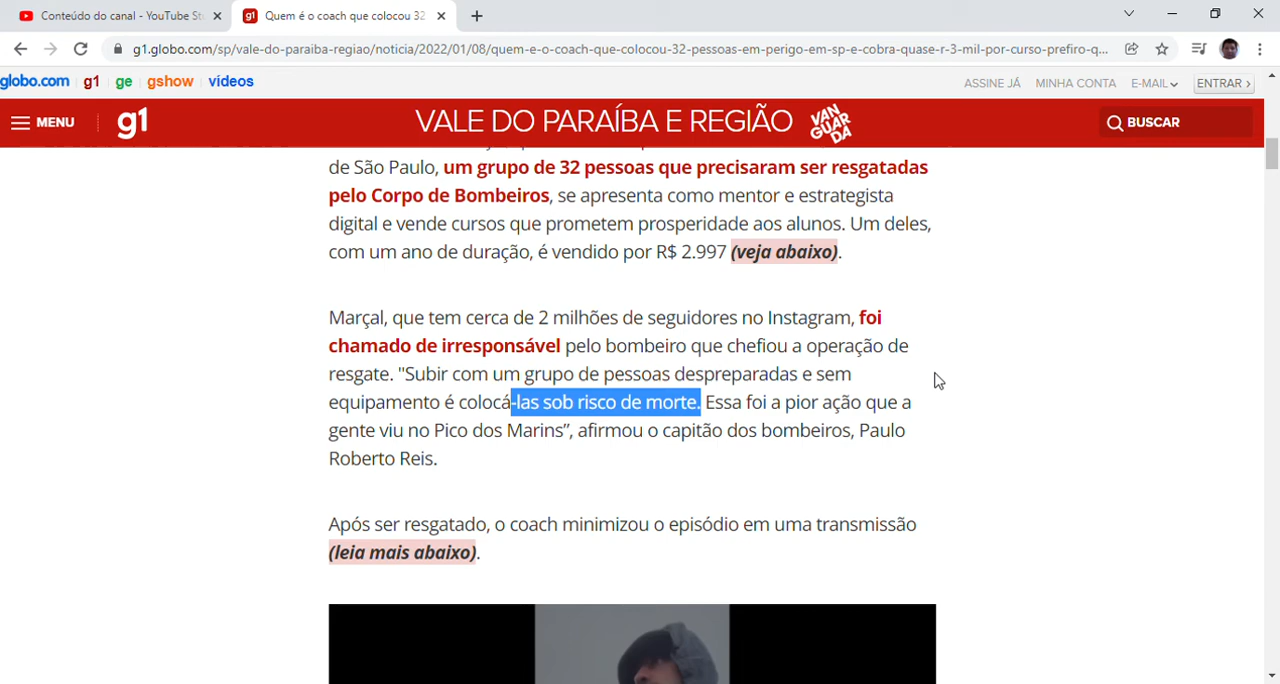 Conteúdo do canal - YouTube St
g1 Quem é o coach que colocou 32
g1.globo.com/sp/vale-do-paraiba-regiao/noticia/2022/01/08/quem-e-o-coach-que-colocou-32-pessoas-em-perigo-em-sp-e-cobra-quase-r-3-mil-por-curso-prefiro-q...
globo.com g1 ge gshow vídeos ASSINE JÁ MINHA CONTA E-MAIL ENTRAR ›
MENU g1 VALE DO PARAÍBA E REGIÃO VANGUARDA BUSCAR
de São Paulo, um grupo de 32 pessoas que precisaram ser resgatadas
pelo Corpo de Bombeiros, se apresenta como mentor e estrategista
digital e vende cursos que prometem prosperidade aos alunos. Um deles,
com um ano de duração, é vendido por R$ 2.997 (veja abaixo).
Marçal, que tem cerca de 2 milhões de seguidores no Instagram, foi
chamado de irresponsável pelo bombeiro que chefiou a operação de
resgate. "Subir com um grupo de pessoas despreparadas e sem
equipamento é colocá-las sob risco de morte. Essa foi a pior ação que a
gente viu no Pico dos Marins”, afirmou o capitão dos bombeiros, Paulo
Roberto Reis.
Após ser resgatado, o coach minimizou o episódio em uma transmissão
(leia mais abaixo).